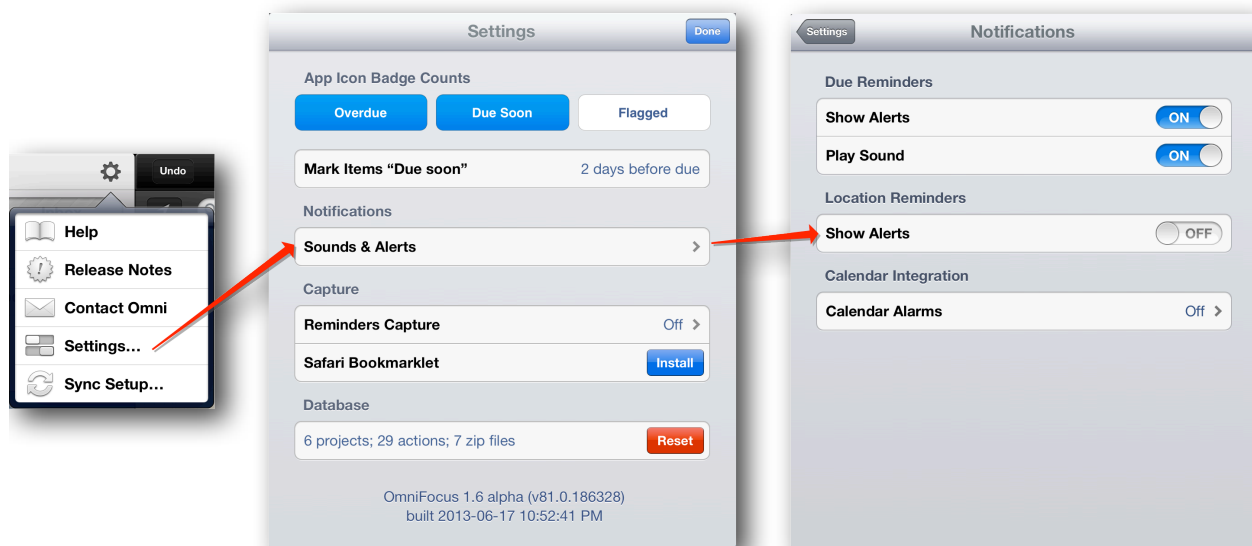 Undo
Help
Release Notes
Contact Omni
Settings...
Sync Setup...
Settings
Done
App Icon Badge Counts
Overdue
Due Soon
Flagged
Mark Items “Due soon”
2 days before due
Notifications
Sounds & Alerts
Capture
Reminders Capture
Off
Safari Bookmarklet
Install
Database
6 projects; 29 actions; 7 zip files
Reset
OmniFocus 1.6 alpha (v81.0.186328)
built 2013-06-17 10:52:41 PM
Settings
Notifications
Due Reminders
Show Alerts
ON
Play Sound
ON
Location Reminders
Show Alerts
OFF
Calendar Integration
Calendar Alarms
Off